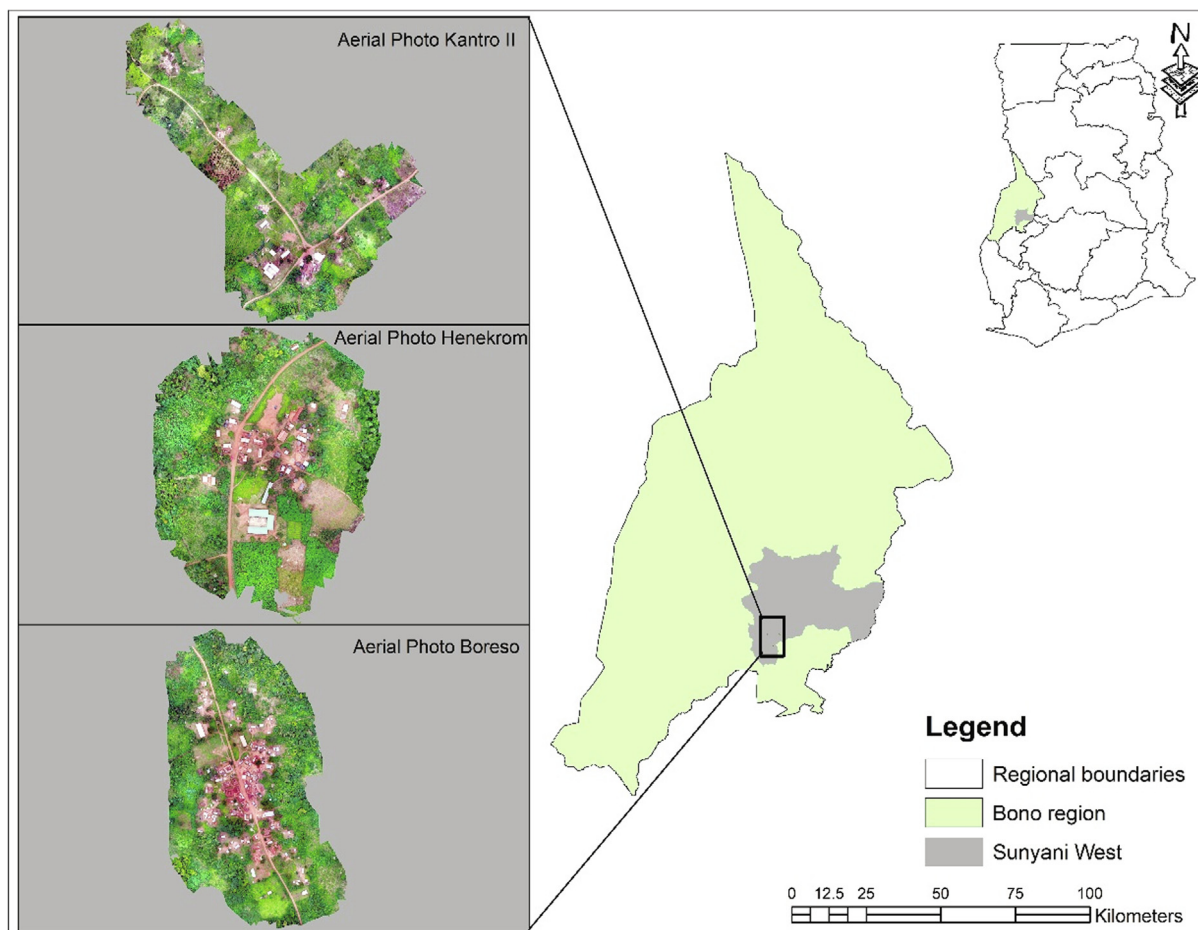 Aerial Photo Kantro II
Aerial Photo Henekrom
Aerial Photo Boreso
N
Legend
Regional boundaries
Bono region
Sunyani West
0 12.5 25 50 75 100
Kilometers